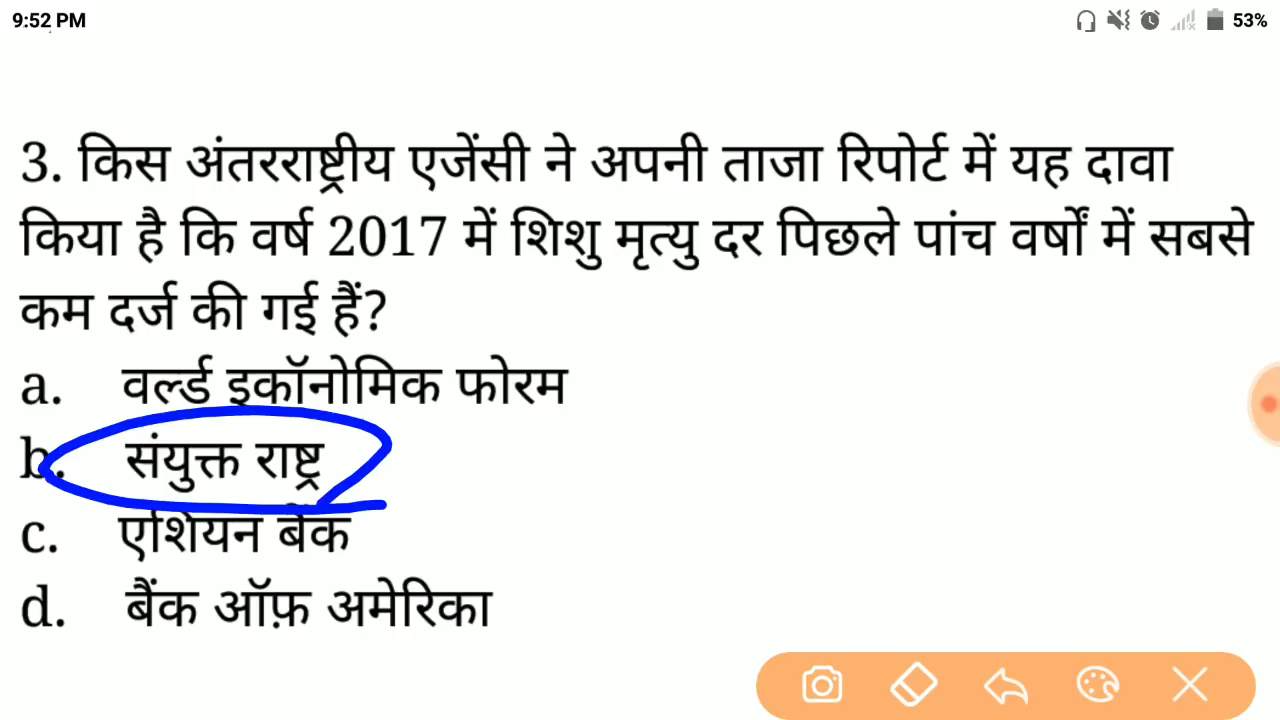 9:52 PM
53%
3. किस अंतरराष्ट्रीय एजेंसी ने अपनी ताजा रिपोर्ट में यह दावा
किया है कि वर्ष 2017 में शिशु मृत्यु दर पिछले पांच वर्षों में सबसे
कम दर्ज की गई हैं?
a. वर्ल्ड इकॉनोमिक फोरम
b. संयुक्त राष्ट्र
c. एशियन बैंक
d. बैंक ऑफ़ अमेरिका